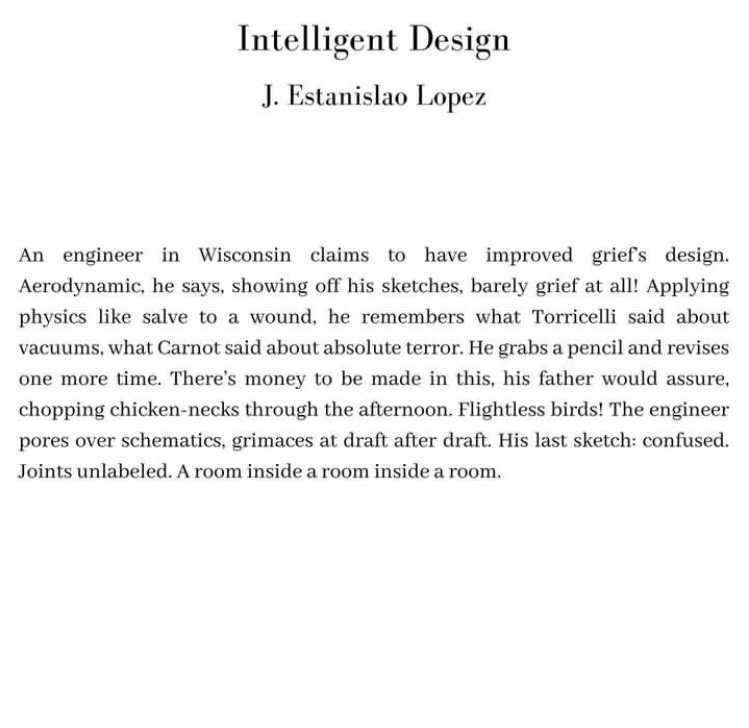 Intelligent Design
J. Estanislao Lopez
An engineer in Wisconsin claims to have improved grief's design.
Aerodynamic, he says, showing off his sketches, barely grief at all! Applying
physics like salve to a wound, he remembers what Torricelli said about
vacuums, what Carnot said about absolute terror. He grabs a pencil and revises
one more time. There's money to be made in this, his father would assure,
chopping chicken-necks through the afternoon. Flightless birds! The engineer
pores over schematics, grimaces at draft after draft. His last sketch: confused.
Joints unlabeled. A room inside a room inside a room.